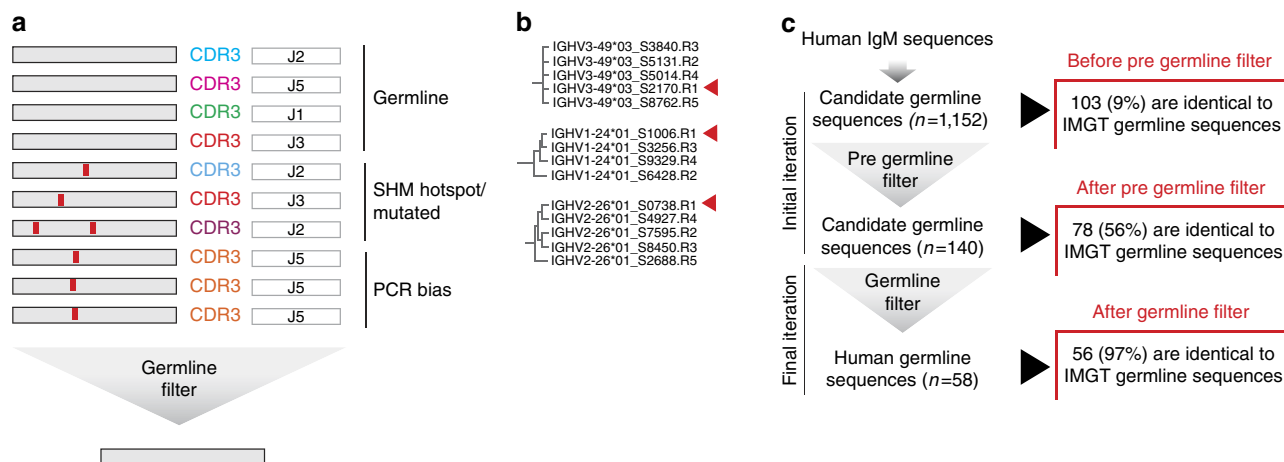 a
CDR3 J2
CDR3 J5
CDR3 J1
CDR3 J3
CDR3 J2
CDR3 J3
CDR3 J2
CDR3 J5
CDR3 J5
CDR3 J5
Germline
SHM hotspot/
mutated
PCR bias
Germline
filter
b
IGHV3-49*03_S3840.R3
IGHV3-49*03_S5131.R2
IGHV3-49*03_S5014.R4
IGHV3-49*03_S2170.R1
IGHV3-49*03_S8762.R5
IGHV1-24*01_S1006.R1
IGHV1-24*01_S3256.R3
IGHV1-24*01_S9329.R4
IGHV1-24*01_S6428.R2
IGHV2-26*01_S0738.R1
IGHV2-26*01_S4927.R4
IGHV2-26*01_S7595.R2
IGHV2-26*01_S8450.R3
IGHV2-26*01_S2688.R5
c
Human IgM sequences
Initial iteration
Candidate germline
sequences (n=1,152)
Pre germline
filter
Candidate germline
sequences (n=140)
Final iteration
Germline
filter
Human germline
sequences (n=58)
Before pre germline filter
103 (9%) are identical to
IMGT germline sequences
After pre germline filter
78 (56%) are identical to
IMGT germline sequences
After germline filter
56 (97%) are identical to
IMGT germline sequences